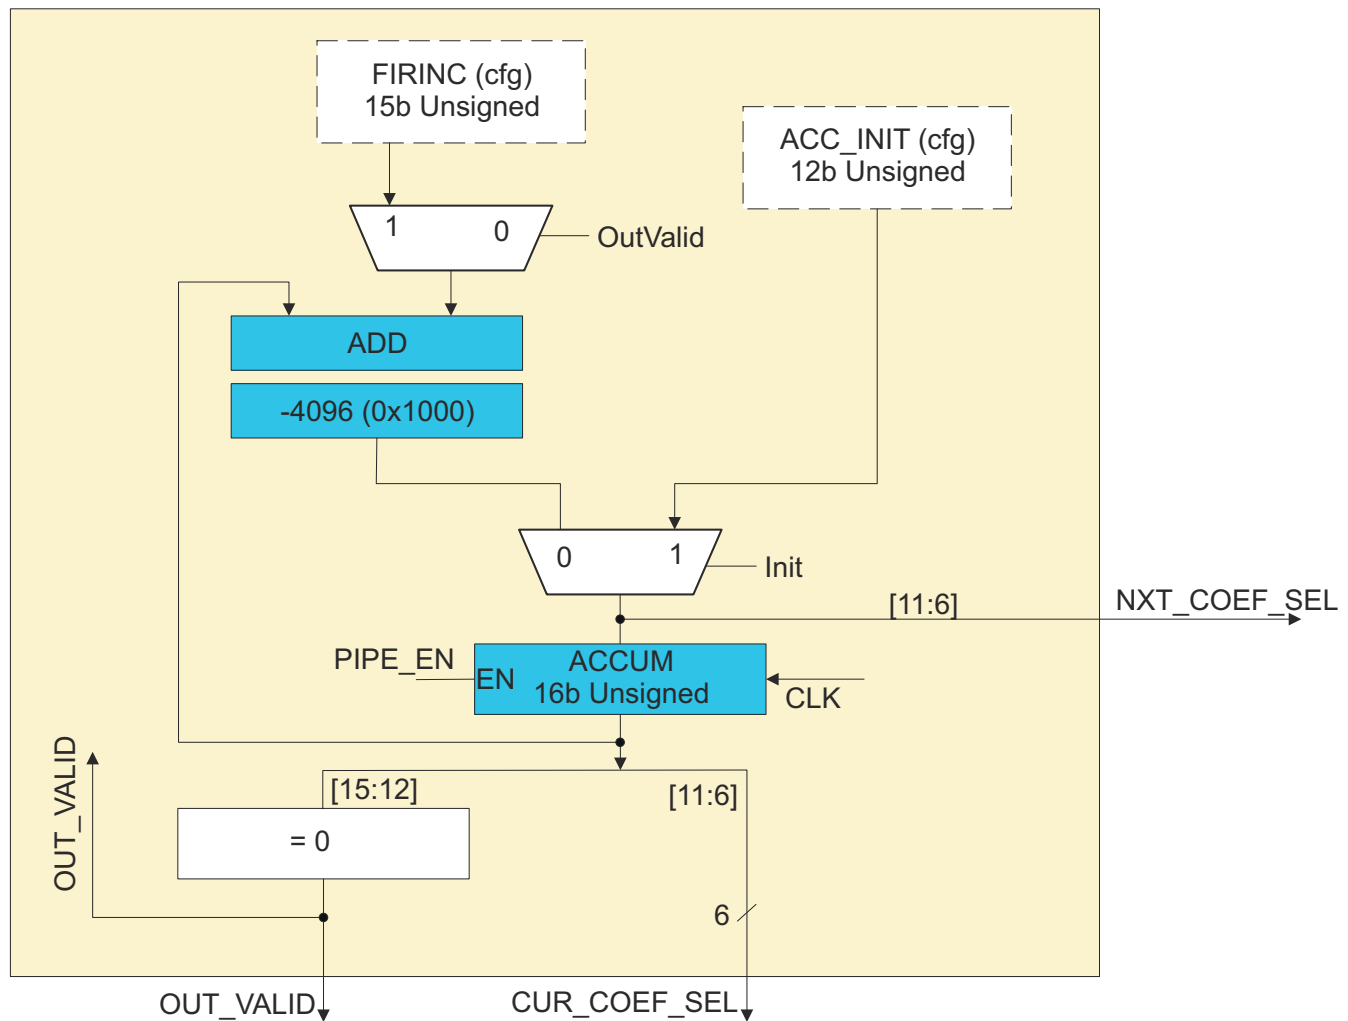 FIRINC (cfg)
15b Unsigned
ACC_INIT (cfg)
12b Unsigned
1
0
OutValid
ADD
-4096 (0x1000)
0
1
Init
[11:6]
NXT_COEF_SEL
PIPE_EN
EN
ACCUM
16b Unsigned
CLK
OUT_VALID
[15:12]
[11:6]
= 0
6
OUT_VALID
CUR_COEF_SEL